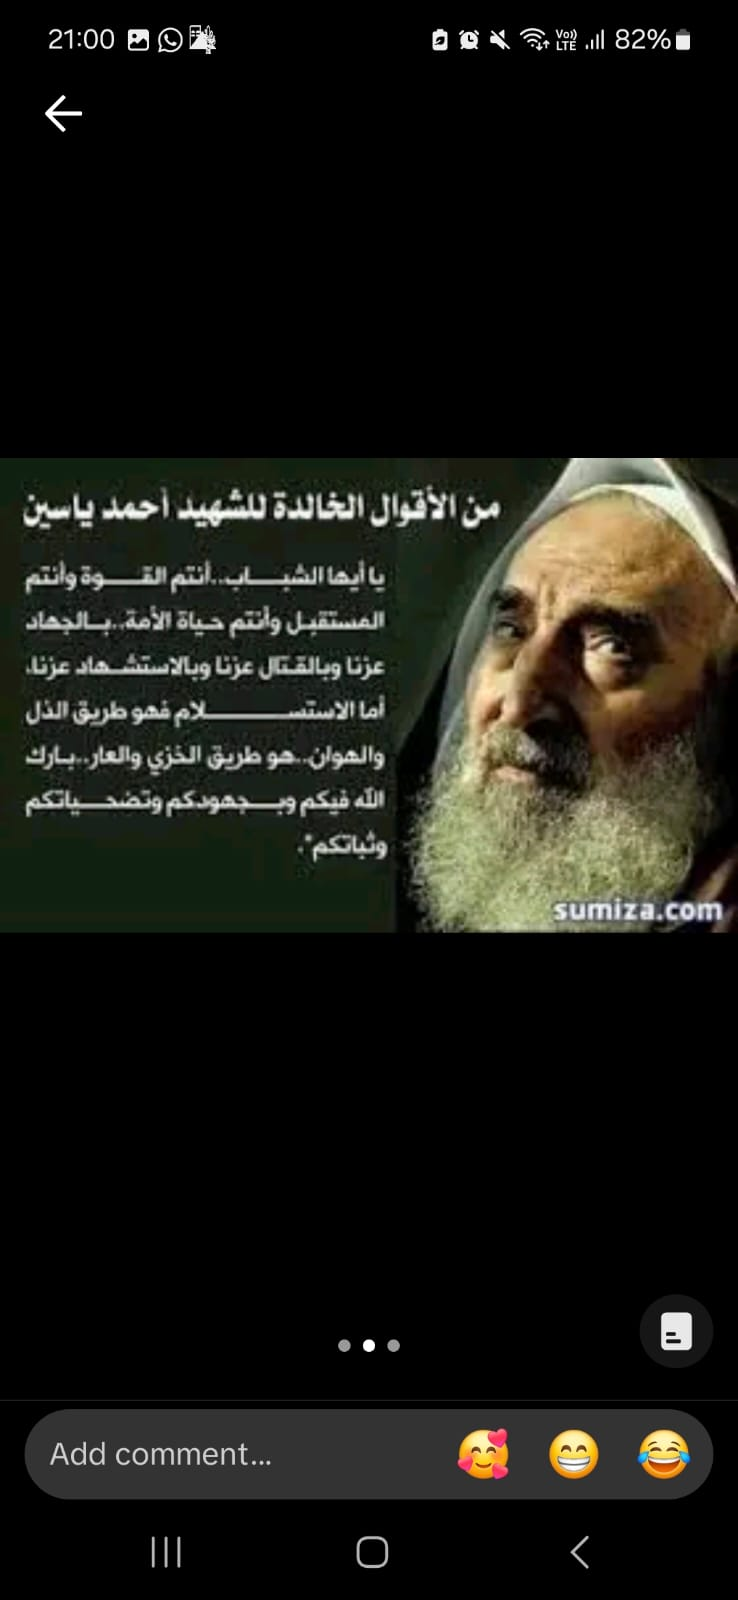 21:00
Vo)) LTE
82%
من الأقوال الخالدة للشهيد أحمد ياسين
يا أيها الشباب..أنتم القوة وأنتم
المستقبل وأنتم حياة الأمة..بالجهاد
عزنا وبالقتال عزنا وبالاستشهاد عزنا،
أما الاستسلام فهو طريق الذل
والهوان..هو طريق الخزي والعار..بارك
الله فيكم وبجهودكم وتضحياتكم
وثباتكم".
sumiza.com
Add comment...